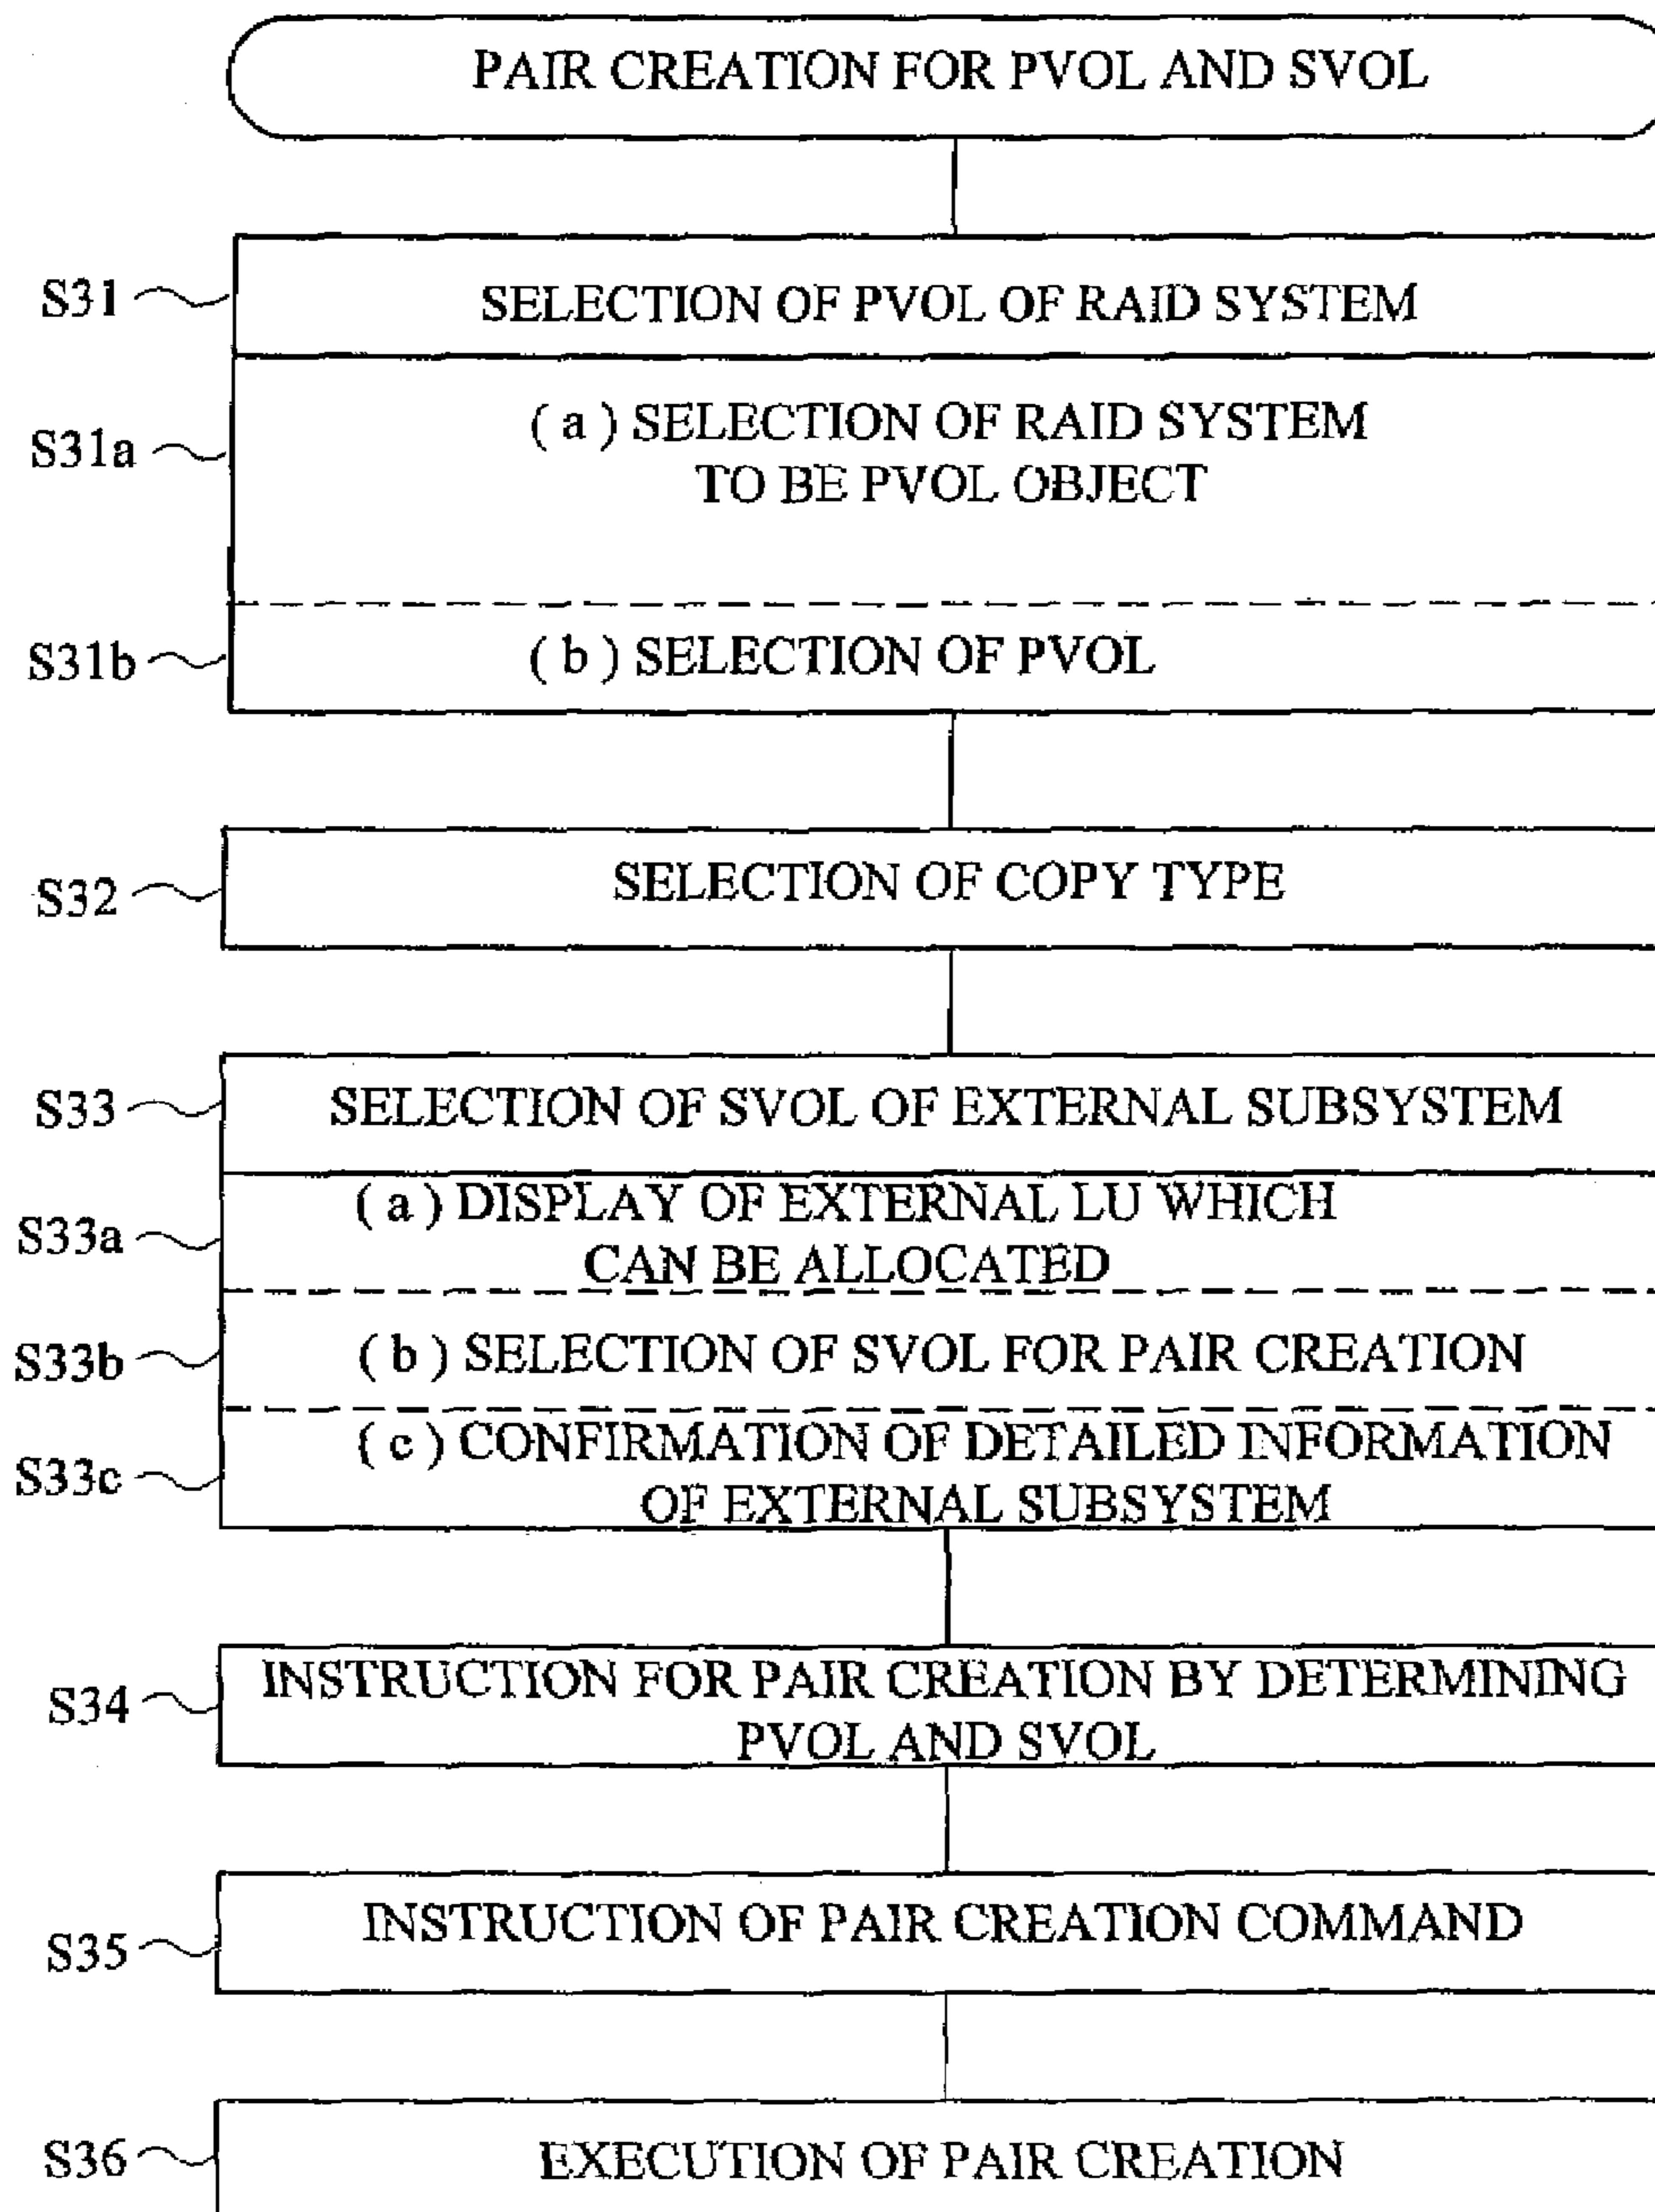 PAIR CREATION FOR PVOL AND SVOL
S31
SELECTION OF PVOL OF RAID SYSTEM
S31a
( a ) SELECTION OF RAID SYSTEM
TO BE PVOL OBJECT
S31b
( b ) SELECTION OF PVOL
S32
SELECTION OF COPY TYPE
S33
SELECTION OF SVOL OF EXTERNAL SUBSYSTEM
S33a
( a ) DISPLAY OF EXTERNAL LU WHICH
CAN BE ALLOCATED
S33b
( b ) SELECTION OF SVOL FOR PAIR CREATION
S33c
( c ) CONFIRMATION OF DETAILED INFORMATION
OF EXTERNAL SUBSYSTEM
S34
INSTRUCTION FOR PAIR CREATION BY DETERMINING
PVOL AND SVOL
S35
INSTRUCTION OF PAIR CREATION COMMAND
S36
EXECUTION OF PAIR CREATION